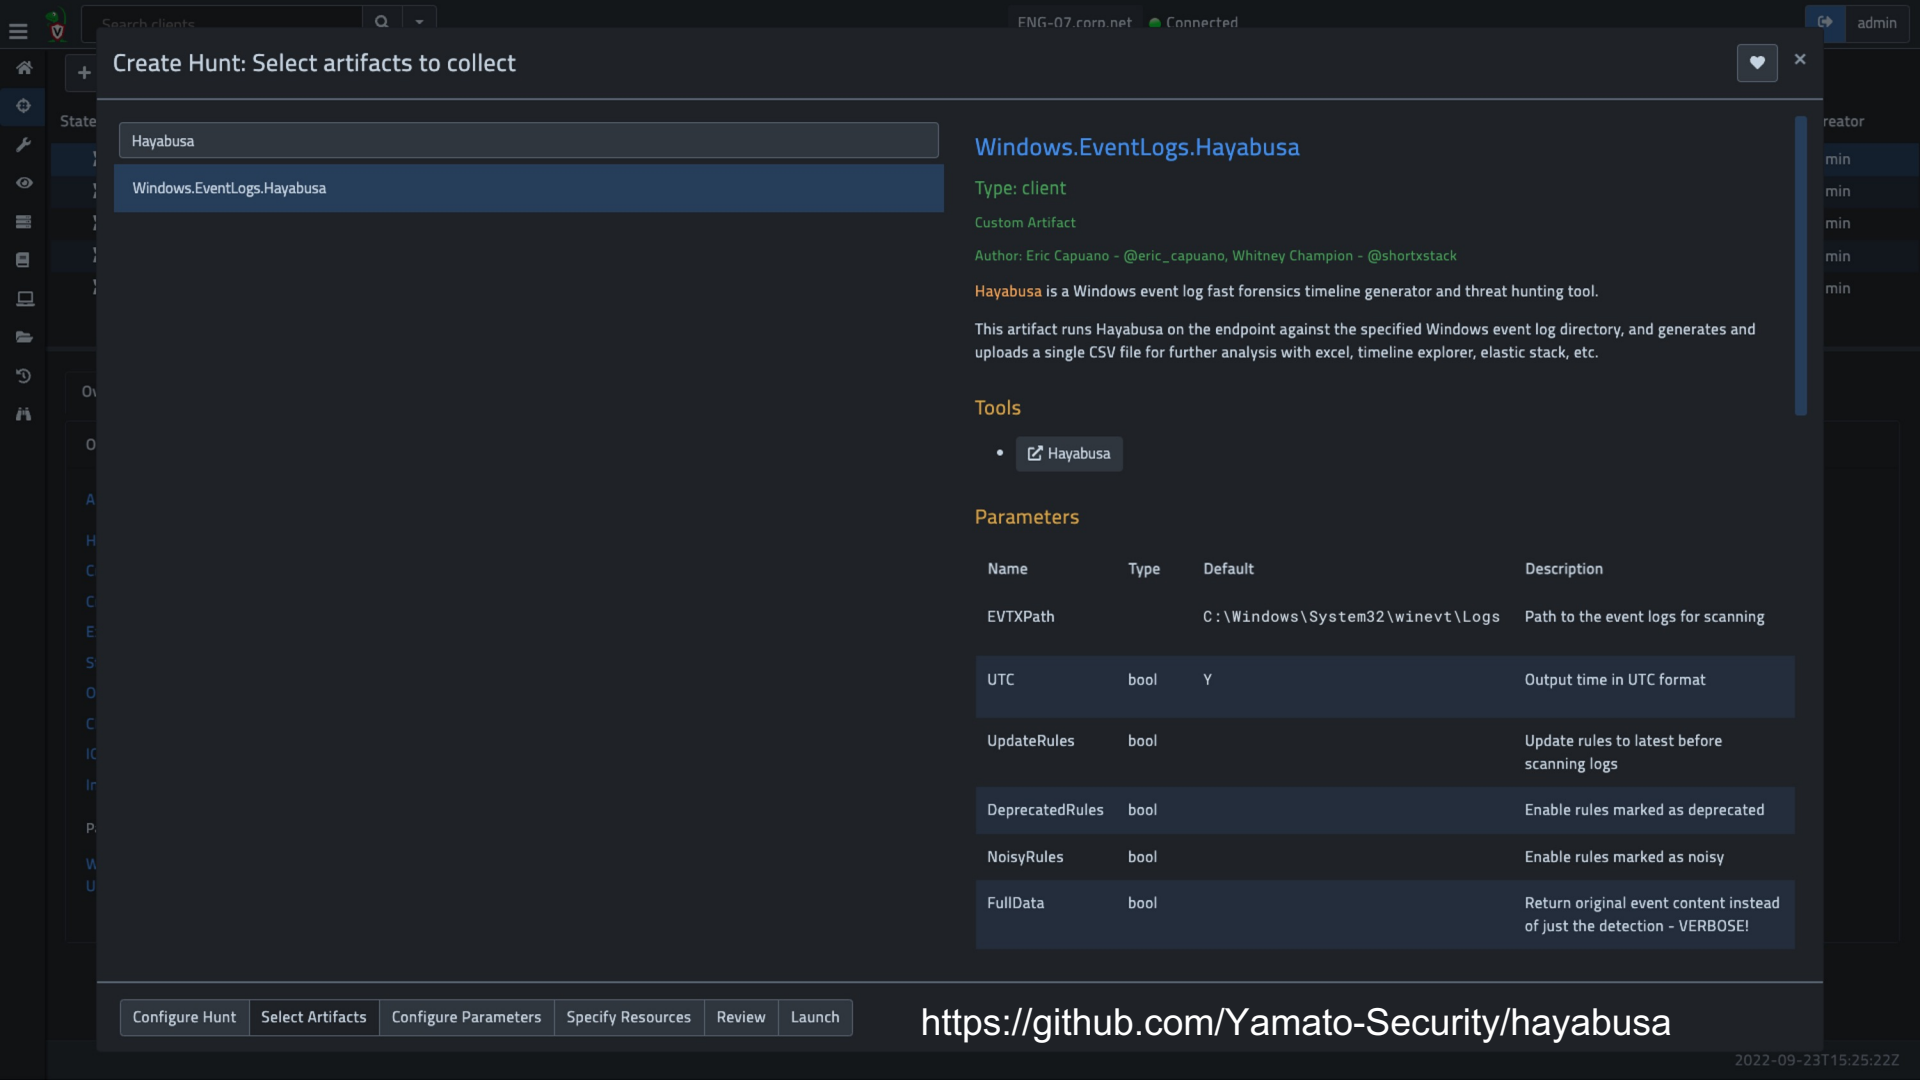 Search clients
ENG-07.corp.net
Connected
admin
Create Hunt: Select artifacts to collect
State
reator
Hayabusa
Windows.EventLogs.Hayabusa
min
min
min
min
min
Windows.EventLogs.Hayabusa
Type: client
Custom Artifact
Author: Eric Capuano - @eric_capuano, Whitney Champion - @shortxstack
Hayabusa is a Windows event log fast forensics timeline generator and threat hunting tool.
This artifact runs Hayabusa on the endpoint against the specified Windows event log directory, and generates and
uploads a single CSV file for further analysis with excel, timeline explorer, elastic stack, etc.
Tools
Hayabusa
Parameters
Name Type Default Description
EVTXPath C:\Windows\System32\winevt\Logs Path to the event logs for scanning
UTC bool Y Output time in UTC format
UpdateRules bool Update rules to latest before
scanning logs
DeprecatedRules bool Enable rules marked as deprecated
NoisyRules bool Enable rules marked as noisy
FullData bool Return original event content instead
of just the detection - VERBOSE!
Configure Hunt Select Artifacts Configure Parameters Specify Resources Review Launch
https://github.com/Yamato-Security/hayabusa
2022-09-23T15:25:22Z